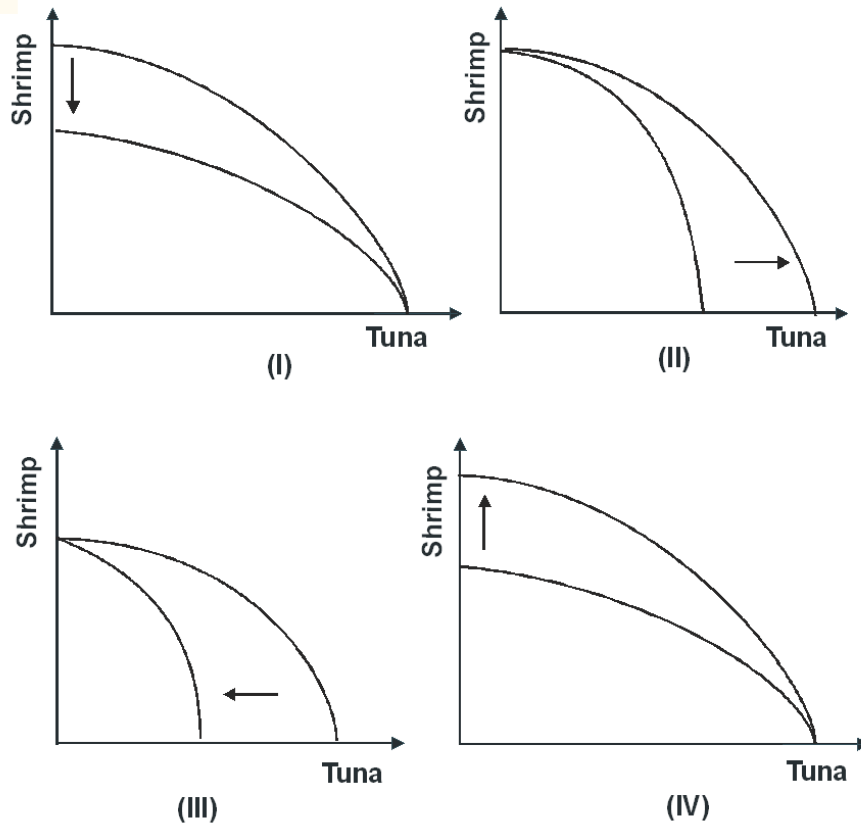 Shrimp
Tuna
(I)
Shrimp
Tuna
(II)
Shrimp
Tuna
(III)
Shrimp
Tuna
(IV)